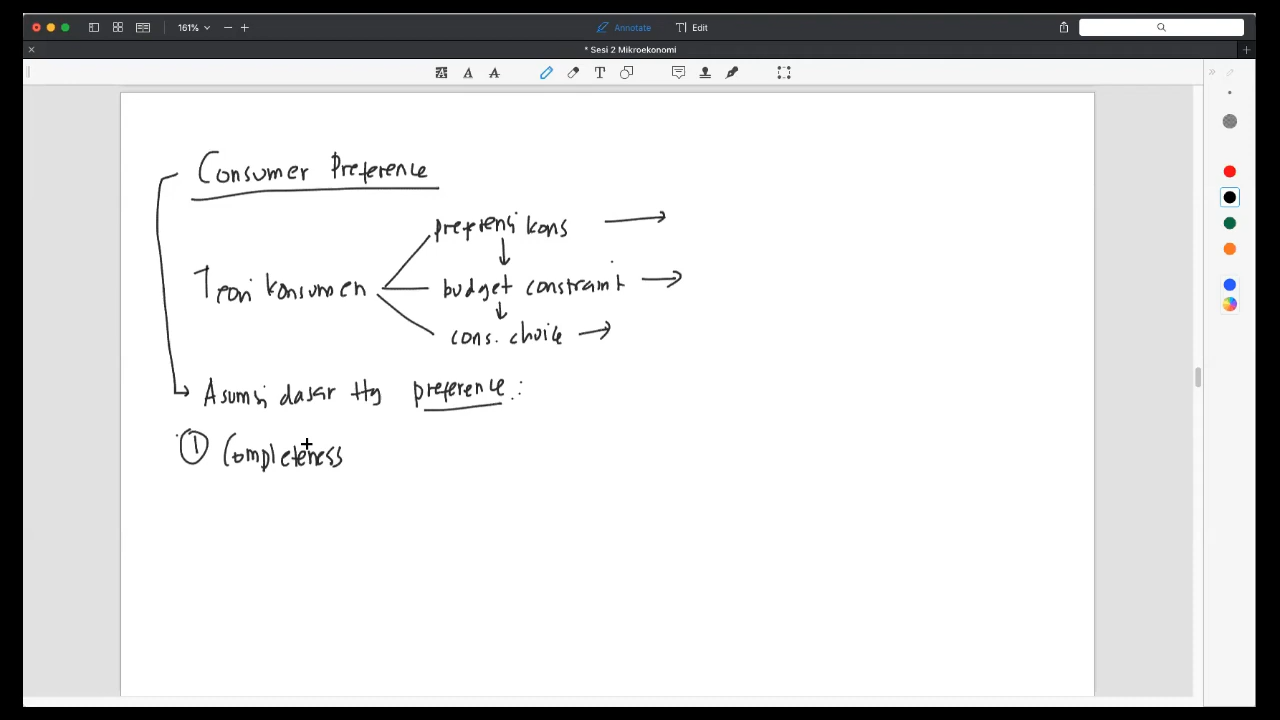 161%
Annotate
Edit
* Sesi 2 Mikroekonomi
Consumer Preference
preferensi kons
Teori konsumen
budget constraint
cons. choice
Asumsi dasar ttg preference :
① Completeness